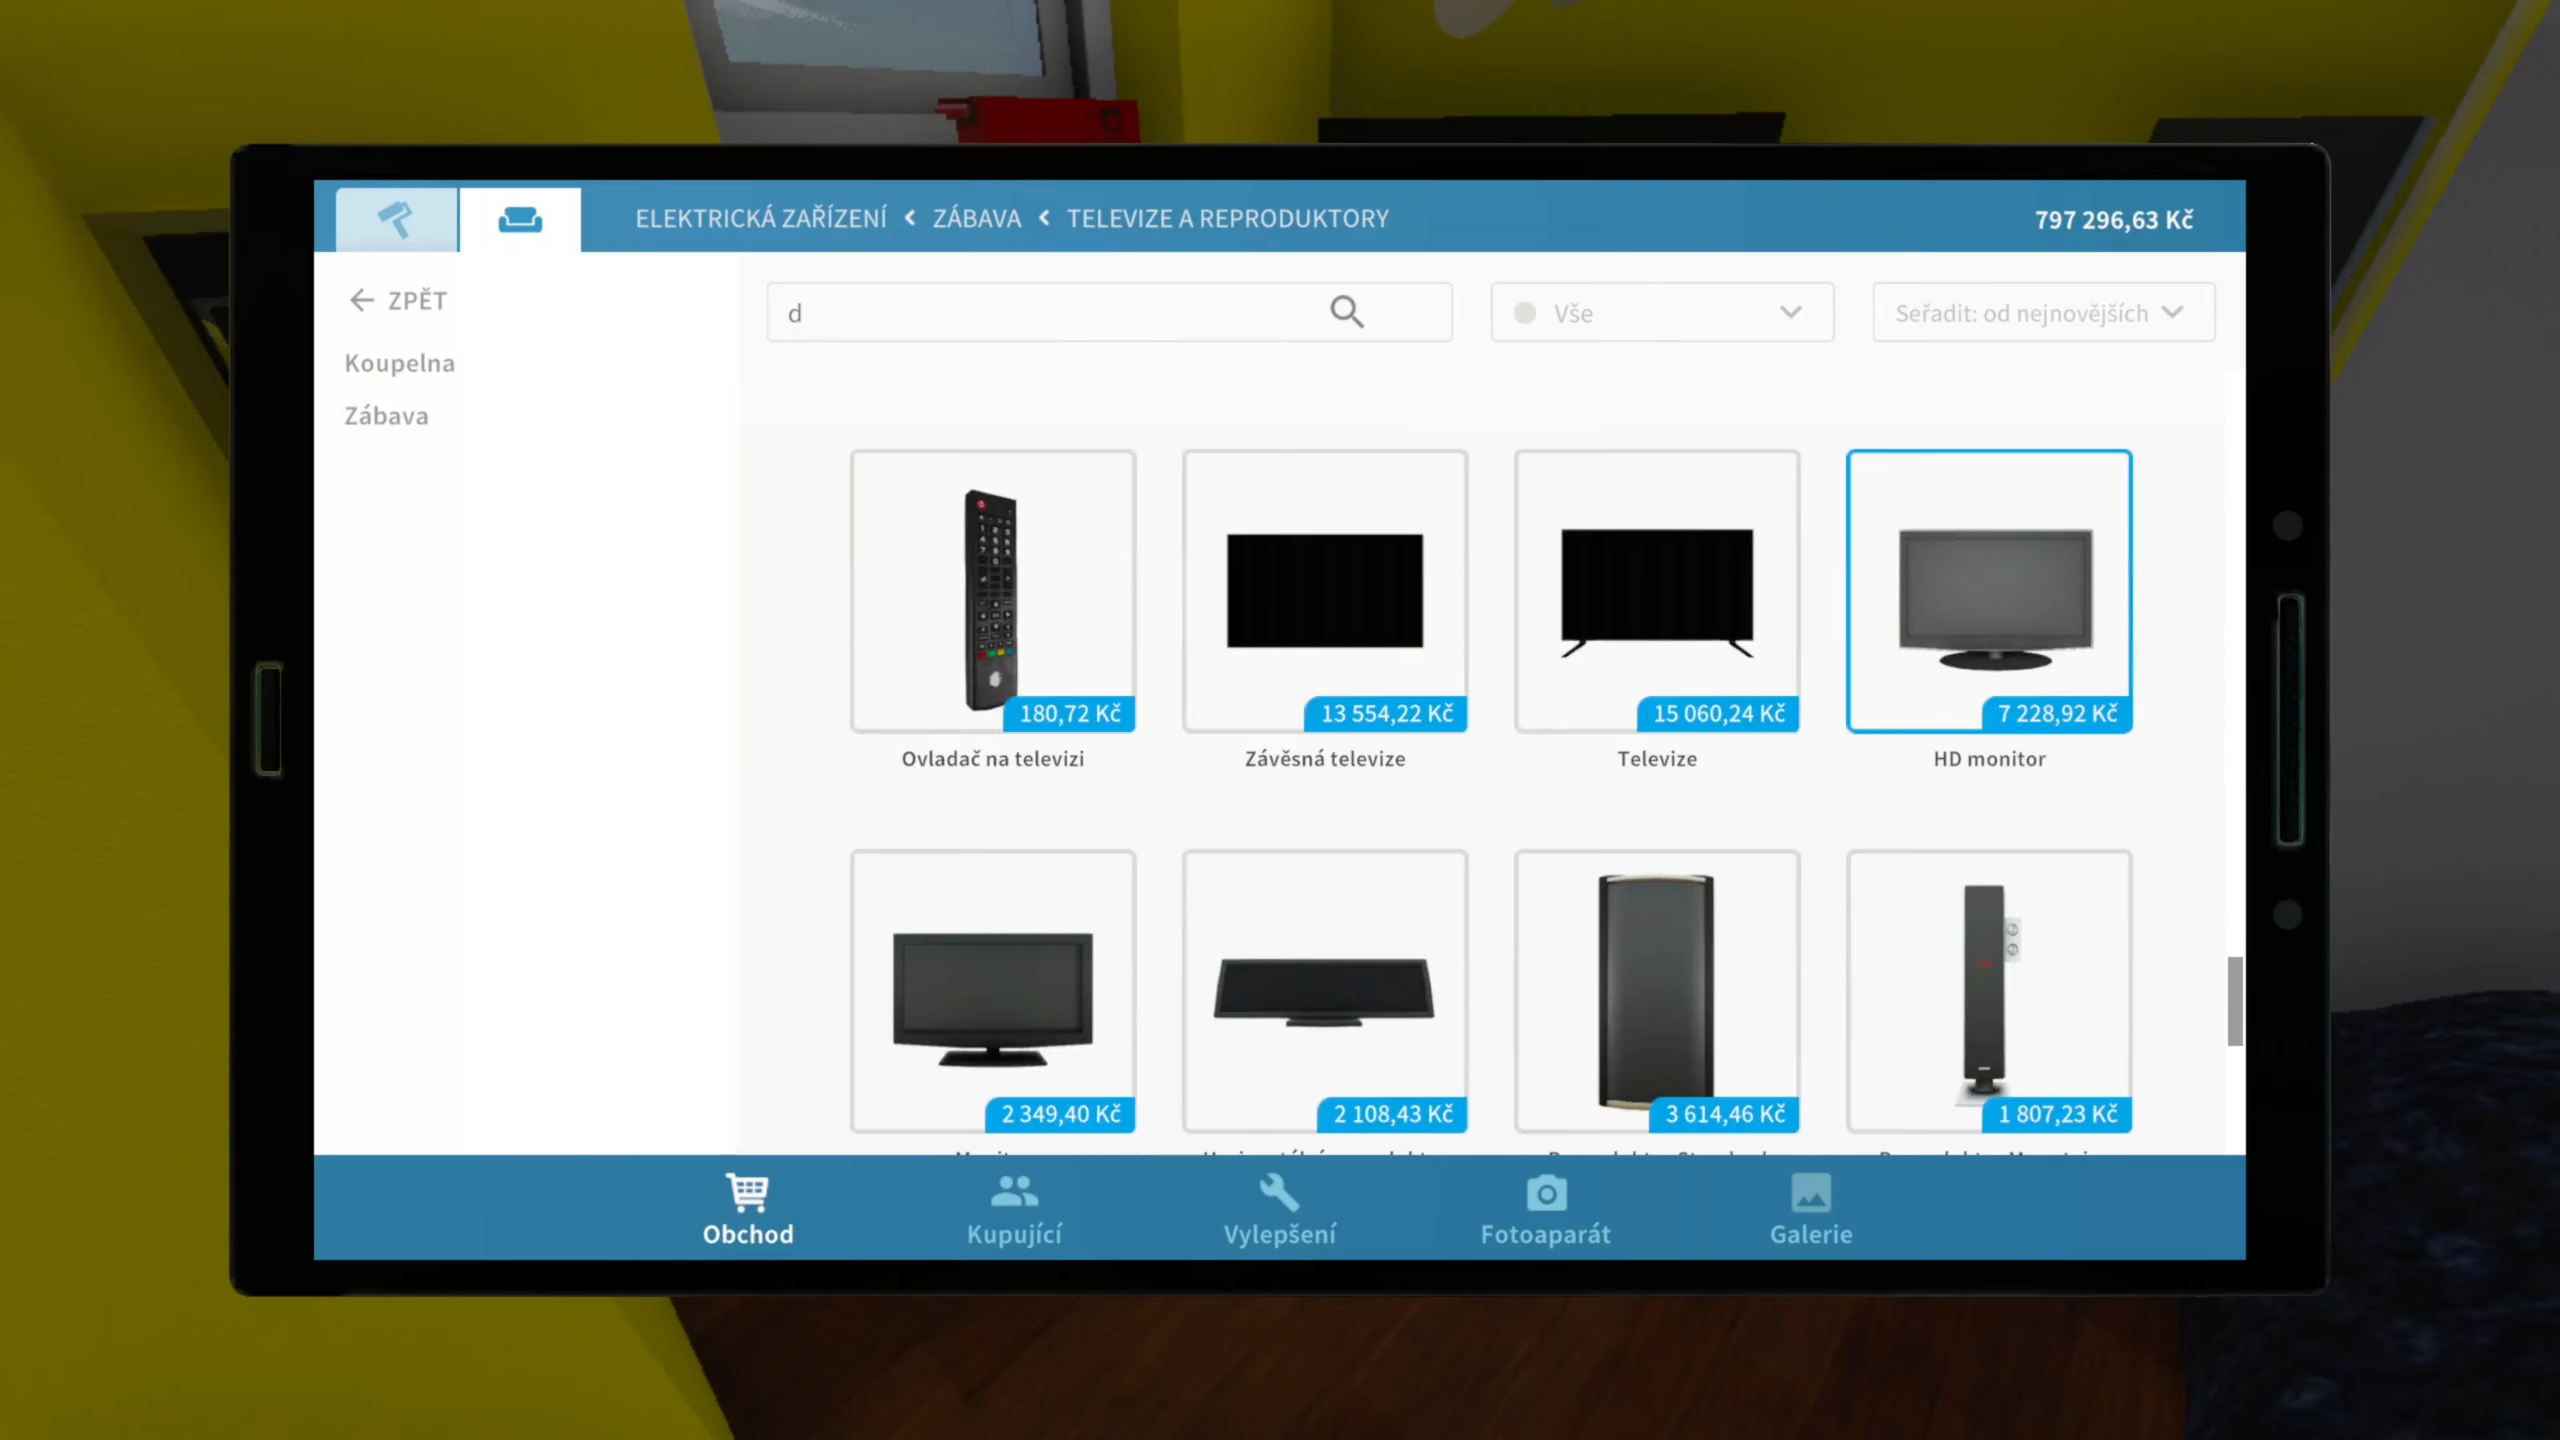 ELEKTRICKÁ ZAŘÍZENÍ < ZÁBAVA < TELEVIZE A REPRODUKTORY
797 296,63 Kč
ZPĚT
Koupelna
Zábava
d
Vše
Seřadit: od nejnovějších
180,72 Kč
13 554,22 Kč
15 060,24 Kč
7 228,92 Kč
Ovladač na televizi
Závěsná televize
Televize
HD monitor
2 349,40 Kč
2 108,43 Kč
3 614,46 Kč
1 807,23 Kč
Obchod
Kupující
Vylepšení
Fotoaparát
Galerie